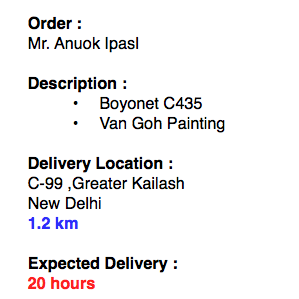 Order :
Mr. Anuok Ipasl
Description :
• Boyonet C435
• Van Goh Painting
Delivery Location :
C-99 ,Greater Kailash
New Delhi
1.2 km
Expected Delivery :
20 hours